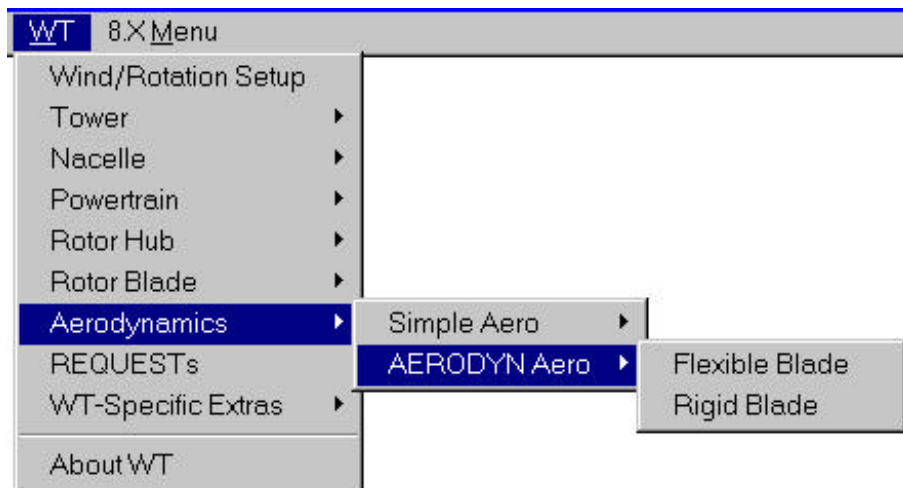 WT 8.X Menu
Wind/Rotation Setup
Tower
Nacelle
Powertrain
Rotor Hub
Rotor Blade
Aerodynamics
Simple Aero
REQUESTs
AERODYN Aero
Flexible Blade
WT-Specific Extras
Rigid Blade
About WT